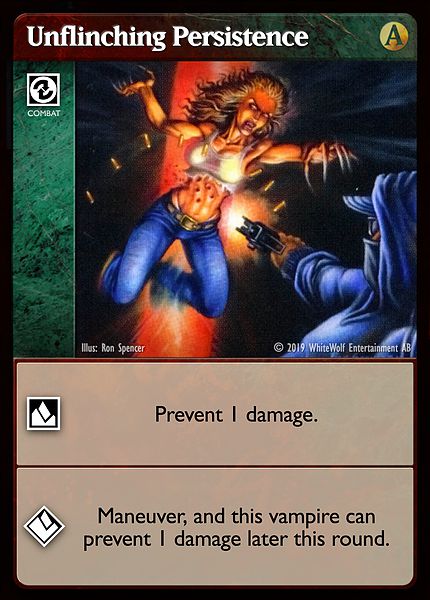 Unflinching Persistence
A
COMBAT
Illus: Ron Spencer
© 2019 WhiteWolf Entertainment AB
Prevent 1 damage.
Maneuver, and this vampire can
prevent 1 damage later this round.